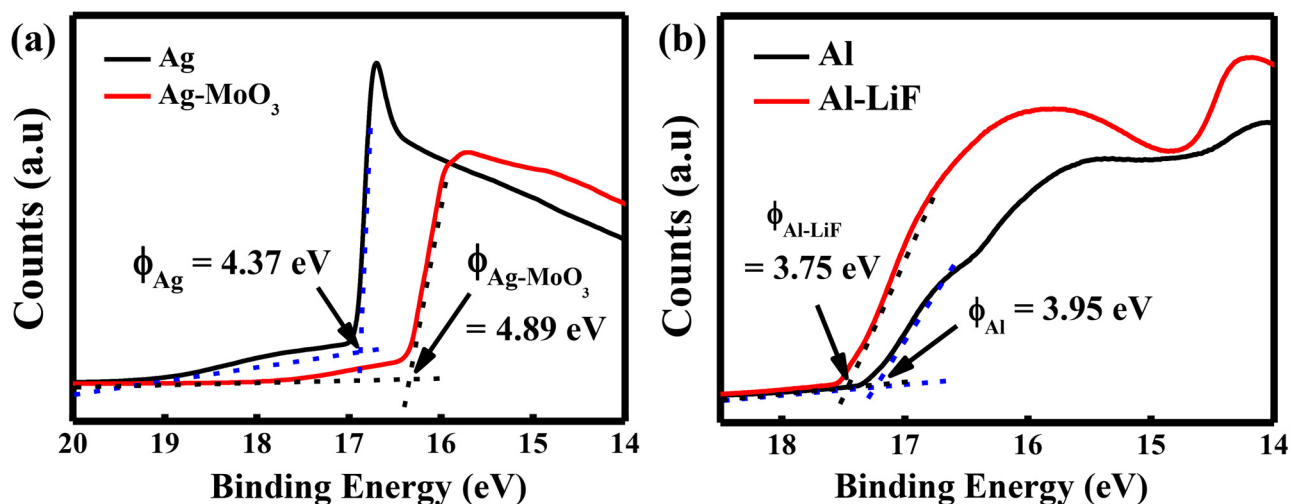 (a)
Ag
Ag-MoO₃
Counts (a.u)
ϕAg = 4.37 eV
ϕAg-MoO₃
= 4.89 eV
20 19 18 17 16 15 14
Binding Energy (eV)
(b)
Al
Al-LiF
Counts (a.u)
ϕAl-LiF
= 3.75 eV
ϕAl = 3.95 eV
18 17 16 15 14
Binding Energy (eV)